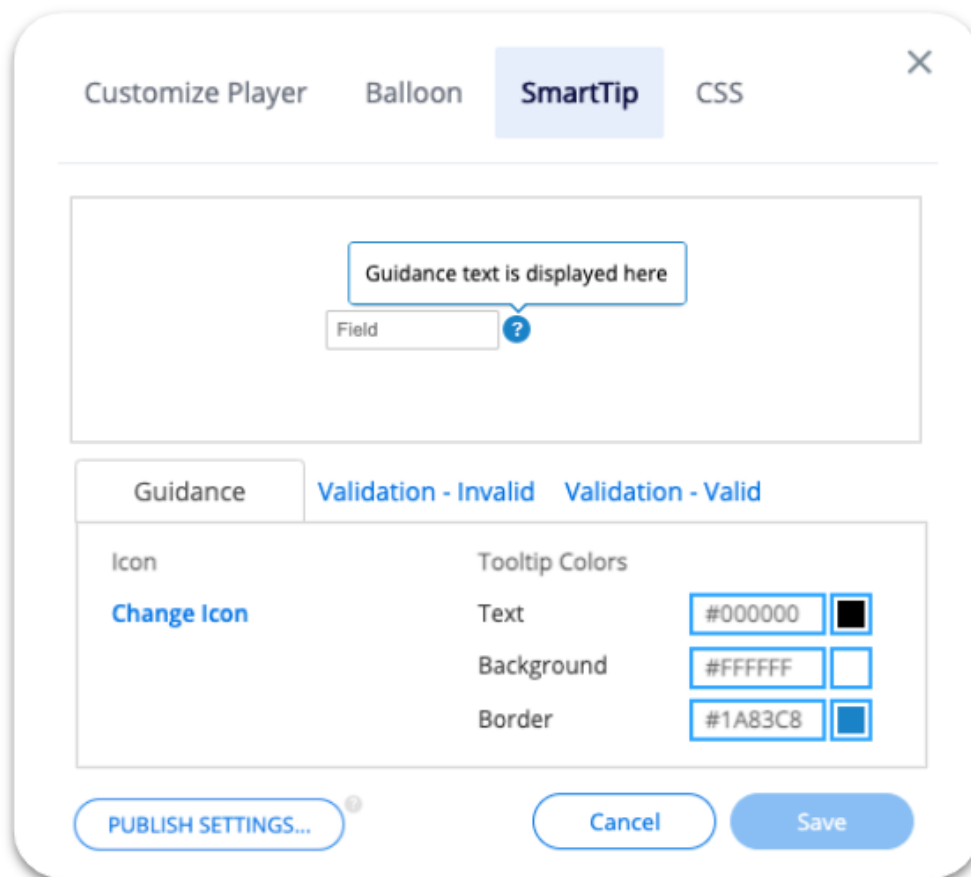 Customize Player Balloon SmartTip CSS
Guidance text is displayed here
Field ?
Guidance Validation - Invalid Validation - Valid
Icon Tooltip Colors
Change Icon Text #000000
Background #FFFFFF
Border #1A83C8
PUBLISH SETTINGS... ? Cancel Save